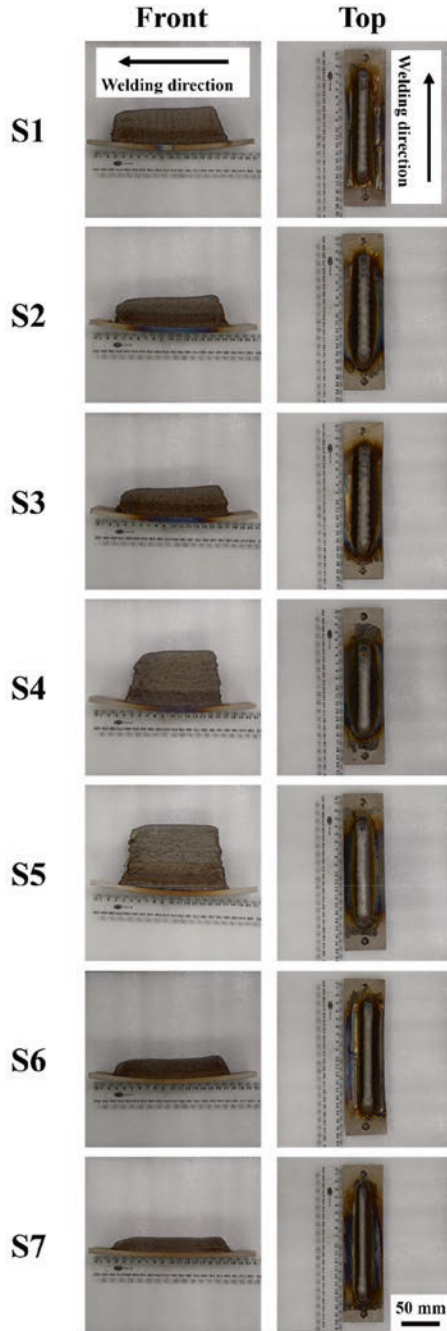 Front
Top
Welding direction
Welding direction
S1
S2
S3
S4
S5
S6
S7
50 mm